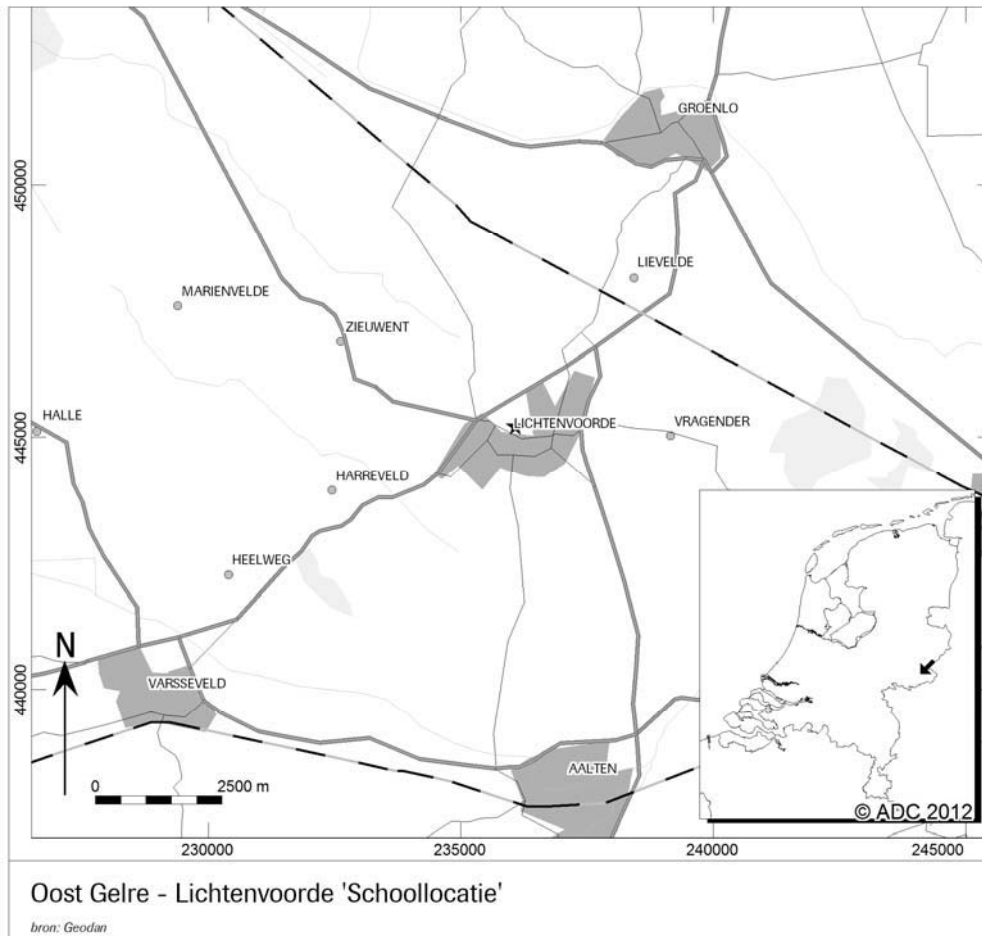 GROENLO
450000
LIEVELDE
MARIENVELDE
ZIEUWENT
HALLE
LICHTENVOORDE
VRAGENDER
445000
HARREVELD
HEELWEG
N
VARSSEVELD
440000
AALTEN
0 2500 m
© ADC 2012
230000 235000 240000 245000
Oost Gelre - Lichtenvoorde 'Schoollocatie'
bron: Geodan